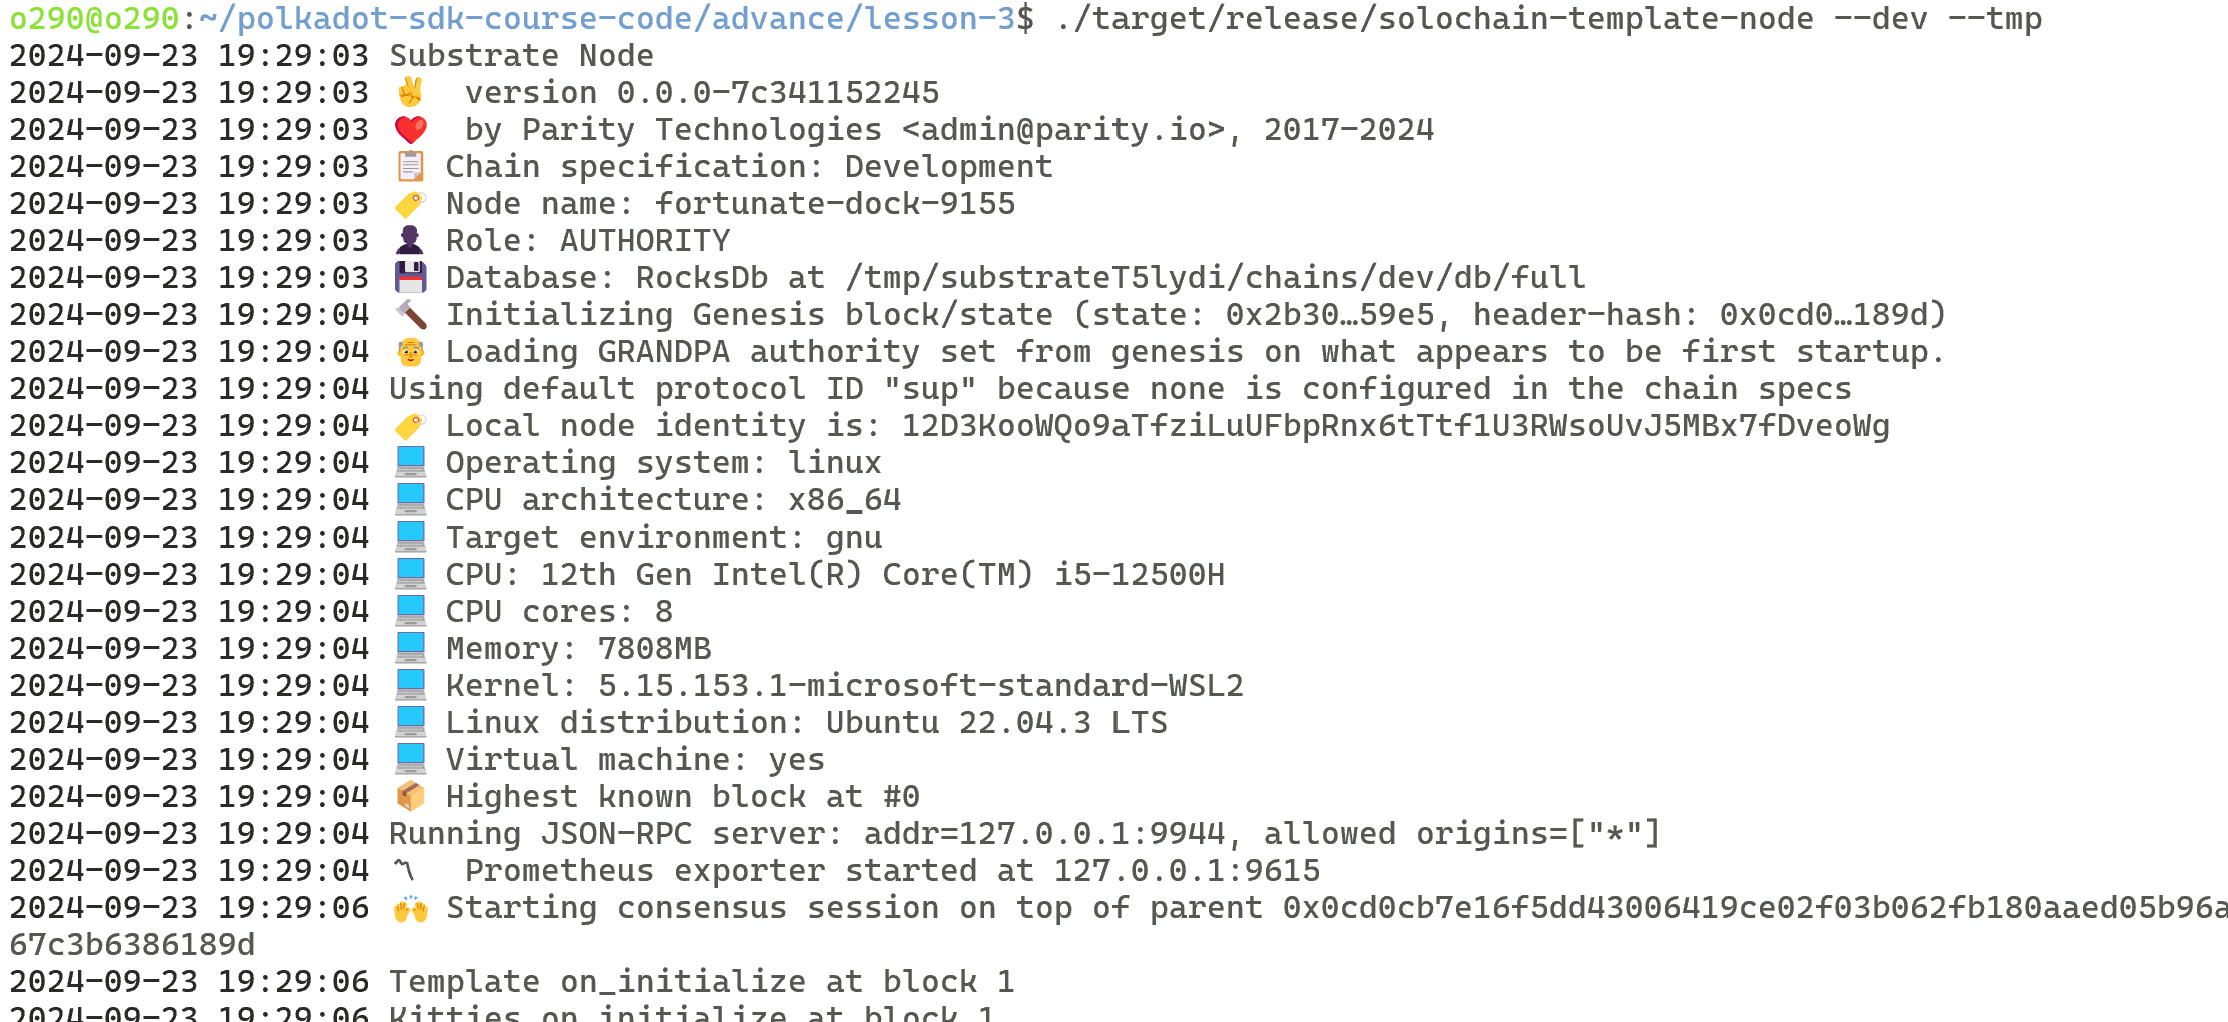 o290@o290:~/polkadot-sdk-course-code/advance/lesson-3$ ./target/release/solochain-template-node --dev --tmp
2024-09-23 19:29:03 Substrate Node
2024-09-23 19:29:03 ✌️  version 0.0.0-7c341152245
2024-09-23 19:29:03 ❤️  by Parity Technologies <admin@parity.io>, 2017-2024
2024-09-23 19:29:03 📋 Chain specification: Development
2024-09-23 19:29:03 🏷 Node name: fortunate-dock-9155
2024-09-23 19:29:03 👤 Role: AUTHORITY
2024-09-23 19:29:03 💾 Database: RocksDb at /tmp/substrateT5lydi/chains/dev/db/full
2024-09-23 19:29:04 🔨 Initializing Genesis block/state (state: 0x2b30…59e5, header-hash: 0x0cd0…189d)
2024-09-23 19:29:04 👴 Loading GRANDPA authority set from genesis on what appears to be first startup.
2024-09-23 19:29:04 Using default protocol ID "sup" because none is configured in the chain specs
2024-09-23 19:29:04 🏷 Local node identity is: 12D3KooWQo9aTfziLuUFbpRnx6tTtf1U3RWsoUvJ5MBx7fDveoWg
2024-09-23 19:29:04 💻 Operating system: linux
2024-09-23 19:29:04 💻 CPU architecture: x86_64
2024-09-23 19:29:04 💻 Target environment: gnu
2024-09-23 19:29:04 💻 CPU: 12th Gen Intel(R) Core(TM) i5-12500H
2024-09-23 19:29:04 💻 CPU cores: 8
2024-09-23 19:29:04 💻 Memory: 7808MB
2024-09-23 19:29:04 💻 Kernel: 5.15.153.1-microsoft-standard-WSL2
2024-09-23 19:29:04 💻 Linux distribution: Ubuntu 22.04.3 LTS
2024-09-23 19:29:04 💻 Virtual machine: yes
2024-09-23 19:29:04 📦 Highest known block at #0
2024-09-23 19:29:04 Running JSON-RPC server: addr=127.0.0.1:9944, allowed origins=["*"]
2024-09-23 19:29:04 〽️  Prometheus exporter started at 127.0.0.1:9615
2024-09-23 19:29:06 🙌 Starting consensus session on top of parent 0x0cd0cb7e16f5dd43006419ce02f03b062fb180aaed05b96a
67c3b6386189d
2024-09-23 19:29:06 Template on_initialize at block 1
2024-09-23 19:29:06 Kitties on_initialize at block 1